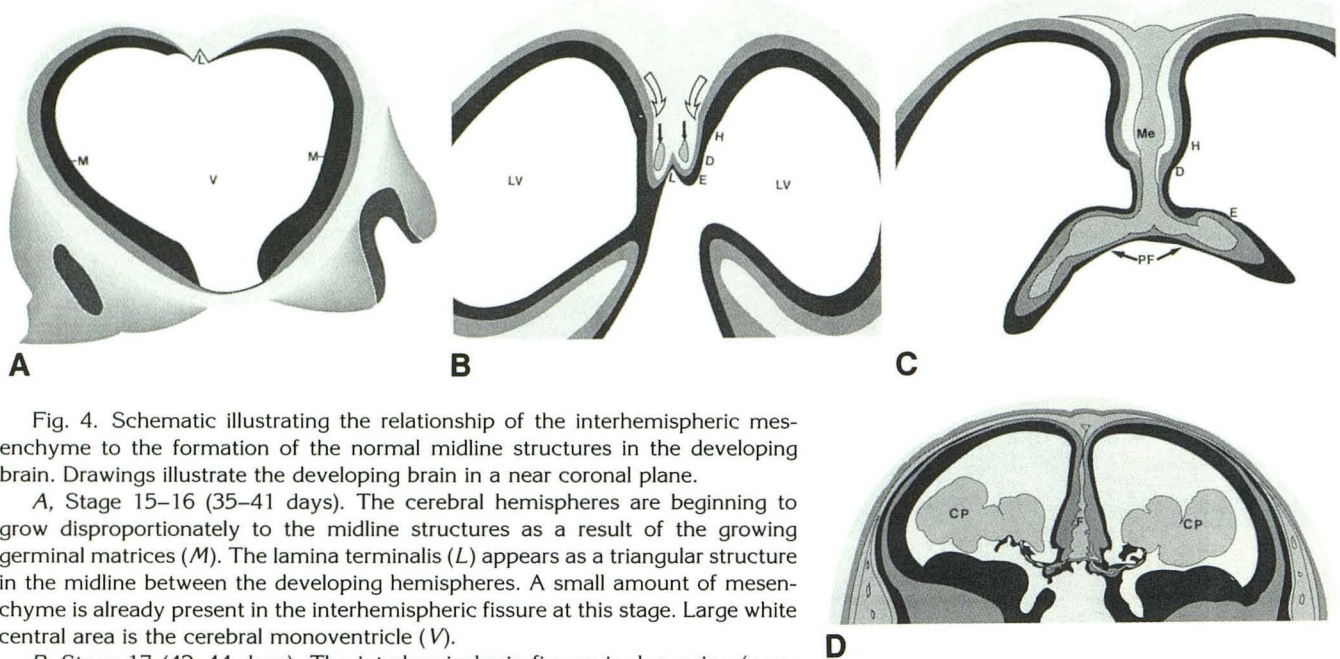 L
M
M
V
A
H
D
L
E
LV
LV
B
Me
H
D
E
PF
C
Fig. 4. Schematic illustrating the relationship of the interhemispheric mes-
enchyme to the formation of the normal midline structures in the developing
brain. Drawings illustrate the developing brain in a near coronal plane.
A, Stage 15–16 (35–41 days). The cerebral hemispheres are beginning to
grow disproportionately to the midline structures as a result of the growing
germinal matrices (M). The lamina terminalis (L) appears as a triangular structure
in the midline between the developing hemispheres. A small amount of mesen-
chyme is already present in the interhemispheric fissure at this stage. Large white
central area is the cerebral monoventricle (V).
CP
F
CP
D